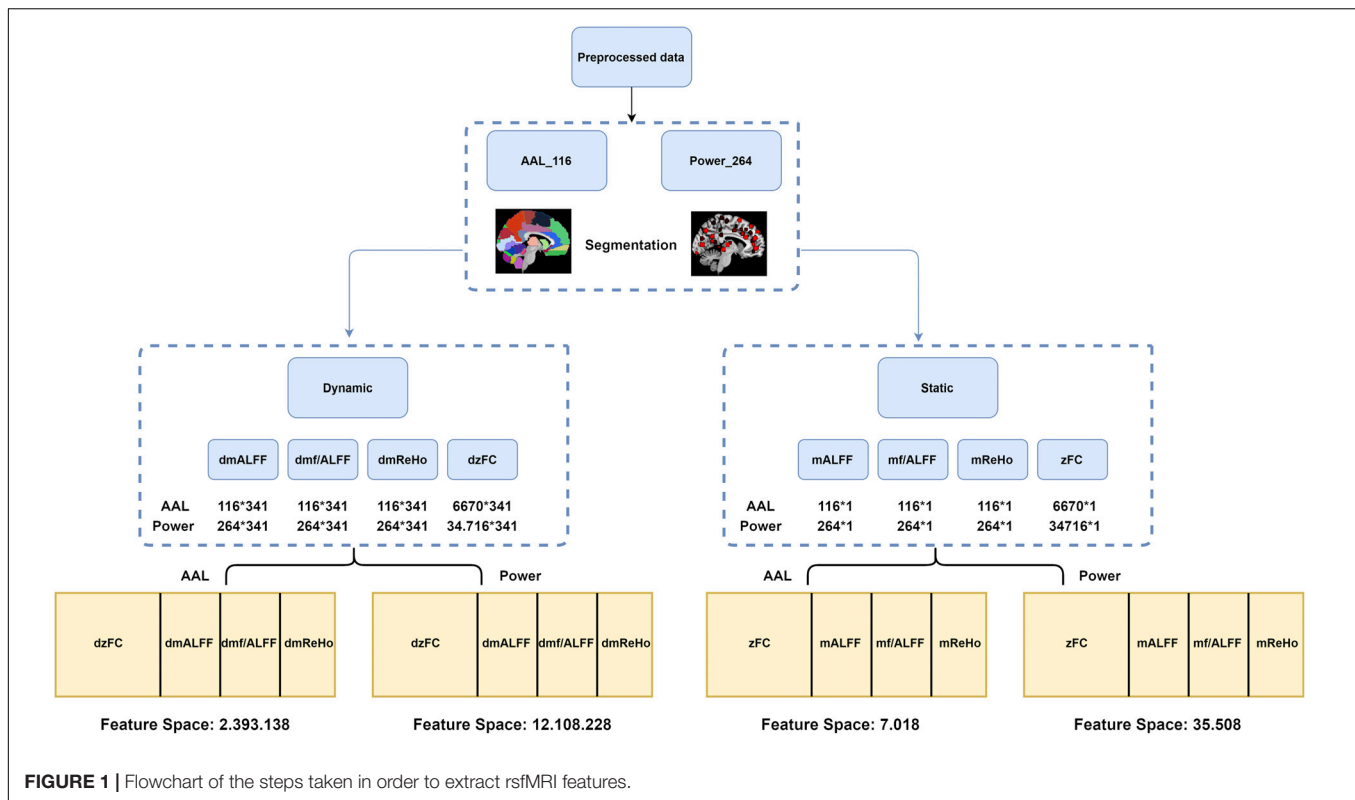 Preprocessed data
AAL_116 Power_264
Segmentation
Dynamic Static
dmALFF dmf/ALFF dmReHo dzFC mALFF mf/ALFF mReHo zFC
AAL 116*341 116*341 116*341 6670*341 AAL 116*1 116*1 116*1 6670*1
Power 264*341 264*341 264*341 34.716*341 Power 264*1 264*1 264*1 34716*1
AAL Power AAL Power
dzFC dmALFF dmf/ALFF dmReHo dzFC dmALFF dmf/ALFF dmReHo zFC mALFF mf/ALFF mReHo zFC mALFF mf/ALFF mReHo
Feature Space: 2.393.138 Feature Space: 12.108.228 Feature Space: 7.018 Feature Space: 35.508
FIGURE 1 | Flowchart of the steps taken in order to extract rsfMRI features.